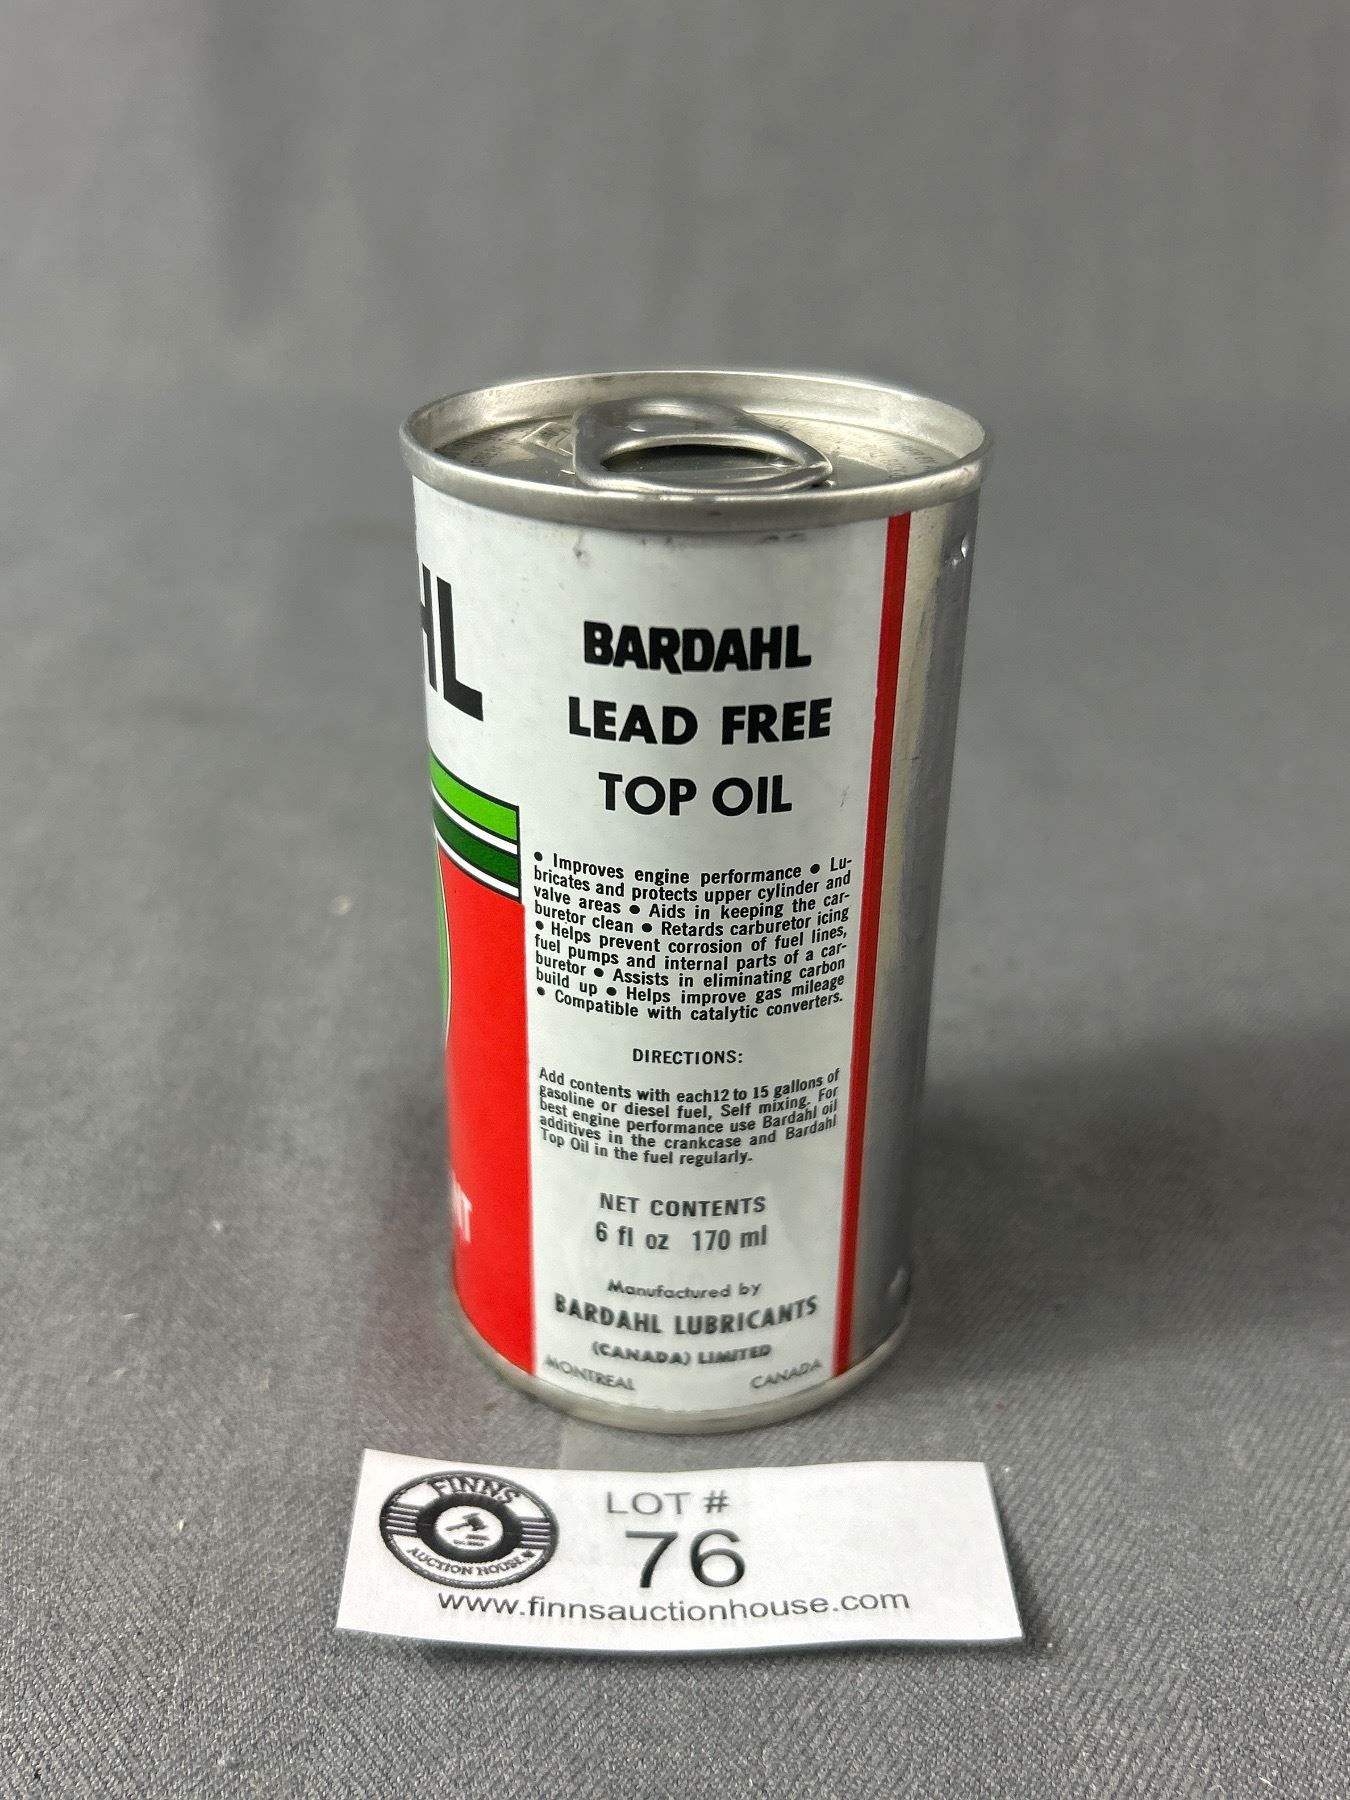 HL
BARDAHL
LEAD FREE
TOP OIL
• Improves engine performance • Lu-
bricates and protects upper cylinder and
valve areas • Aids in keeping the car-
buretor clean • Retards carburetor icing
• Helps prevent corrosion of fuel lines,
fuel pumps and internal parts of a car-
buretor • Assists in eliminating carbon
build up • Helps improve gas mileage
• Compatible with catalytic converters.
DIRECTIONS:
Add contents with each12 to 15 gallons of
gasoline or diesel fuel, Self mixing. For
best engine performance use Bardahl oil
additives in the crankcase and Bardahl
Top Oil in the fuel regularly.
NET CONTENTS
6 fl oz 170 ml
NT
Manufactured by
BARDAHL LUBRICANTS
(CANADA) LIMITED
MONTREAL CANADA
FINNS
AUCTION HOUSE
LOT #
76
www.finnsauctionhouse.com